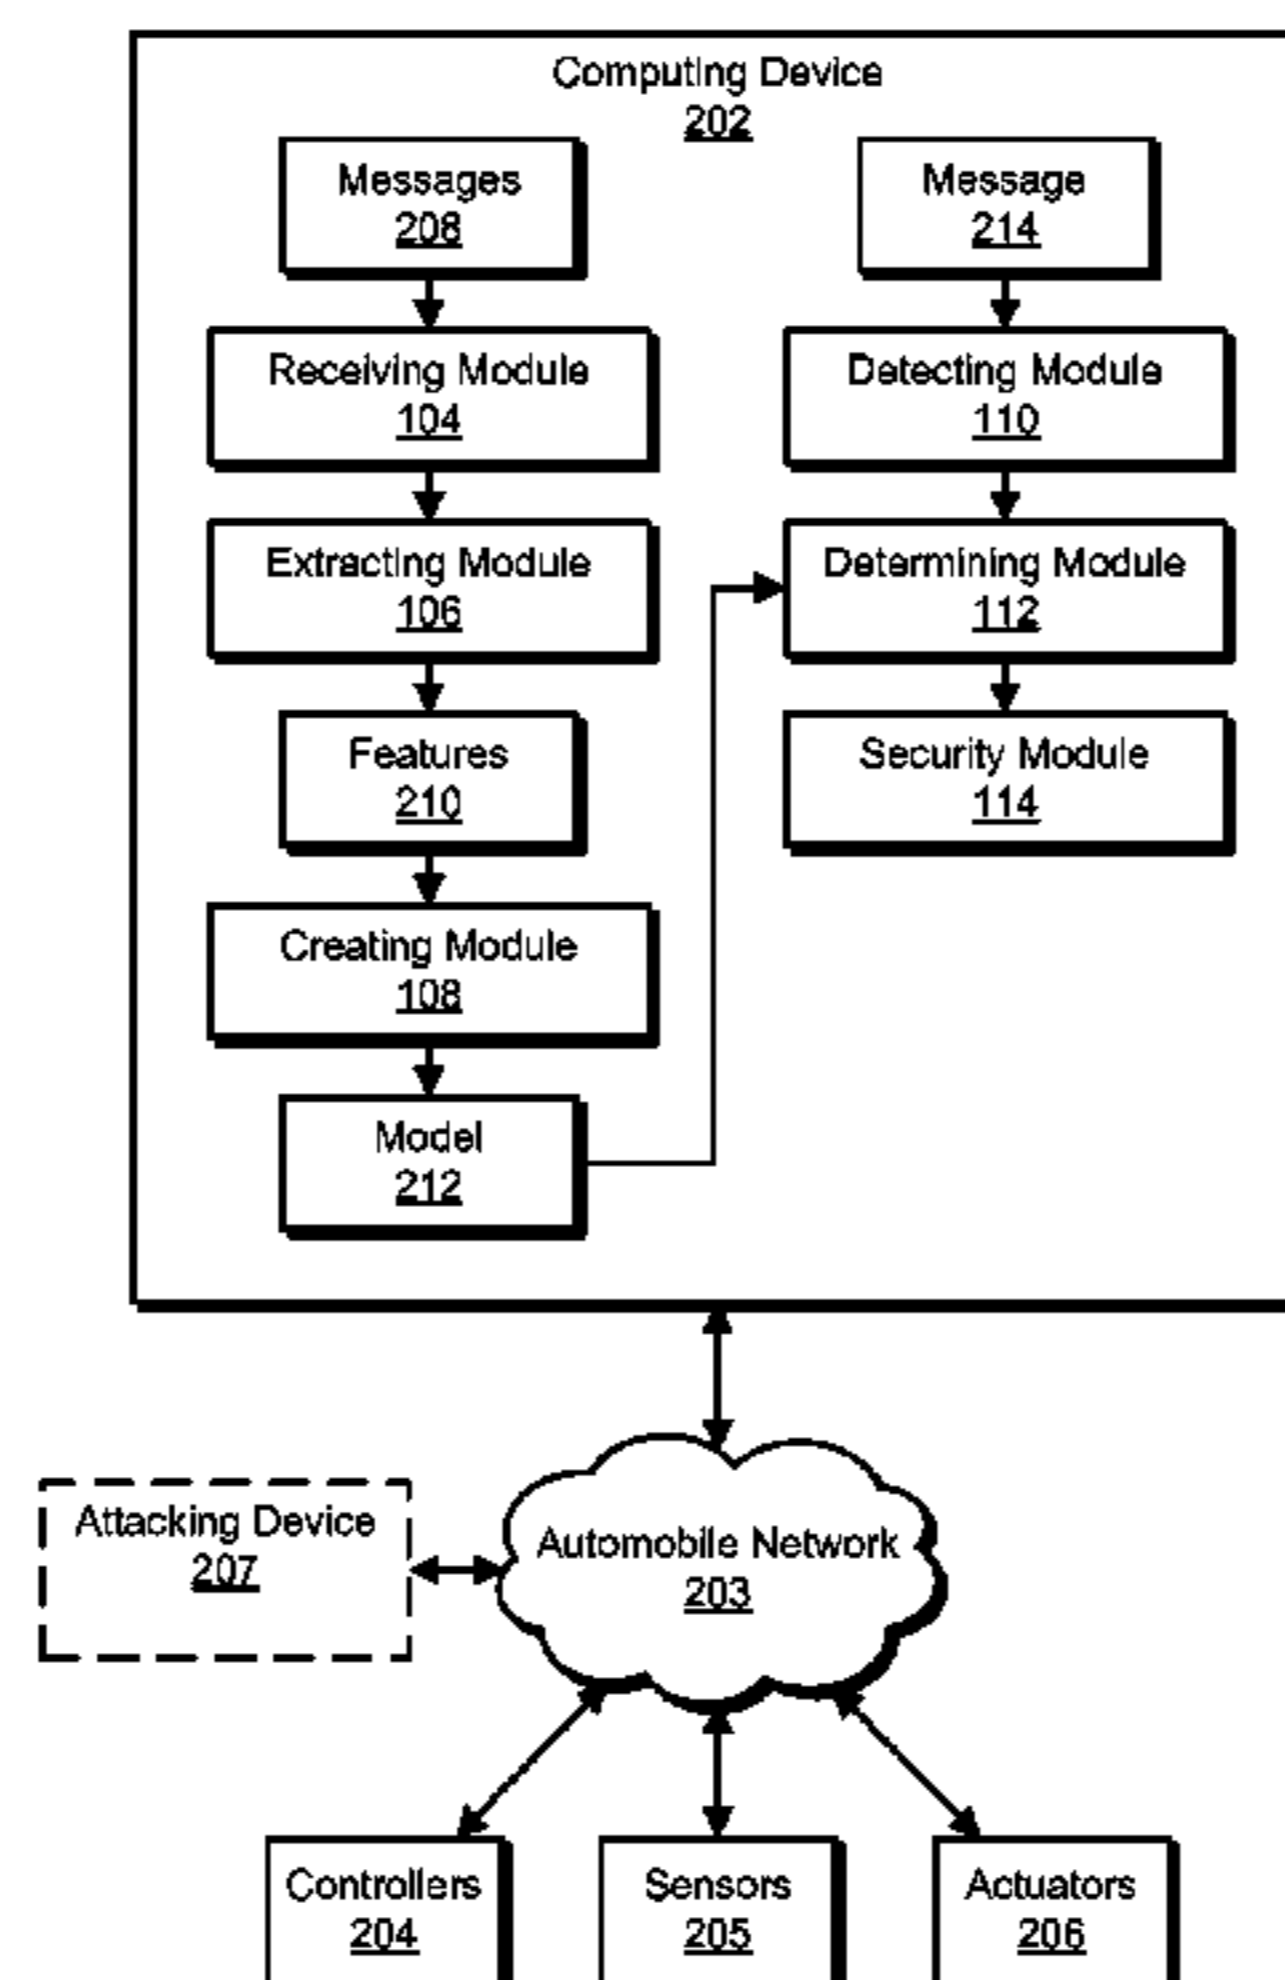 Computing Device
202
Messages
208
Message
214
Receiving Module
104
Detecting Module
110
Extracting Module
106
Determining Module
112
Features
210
Security Module
114
Creating Module
108
Model
212
Attacking Device
207
Automobile Network
203
Controllers
204
Sensors
205
Actuators
206